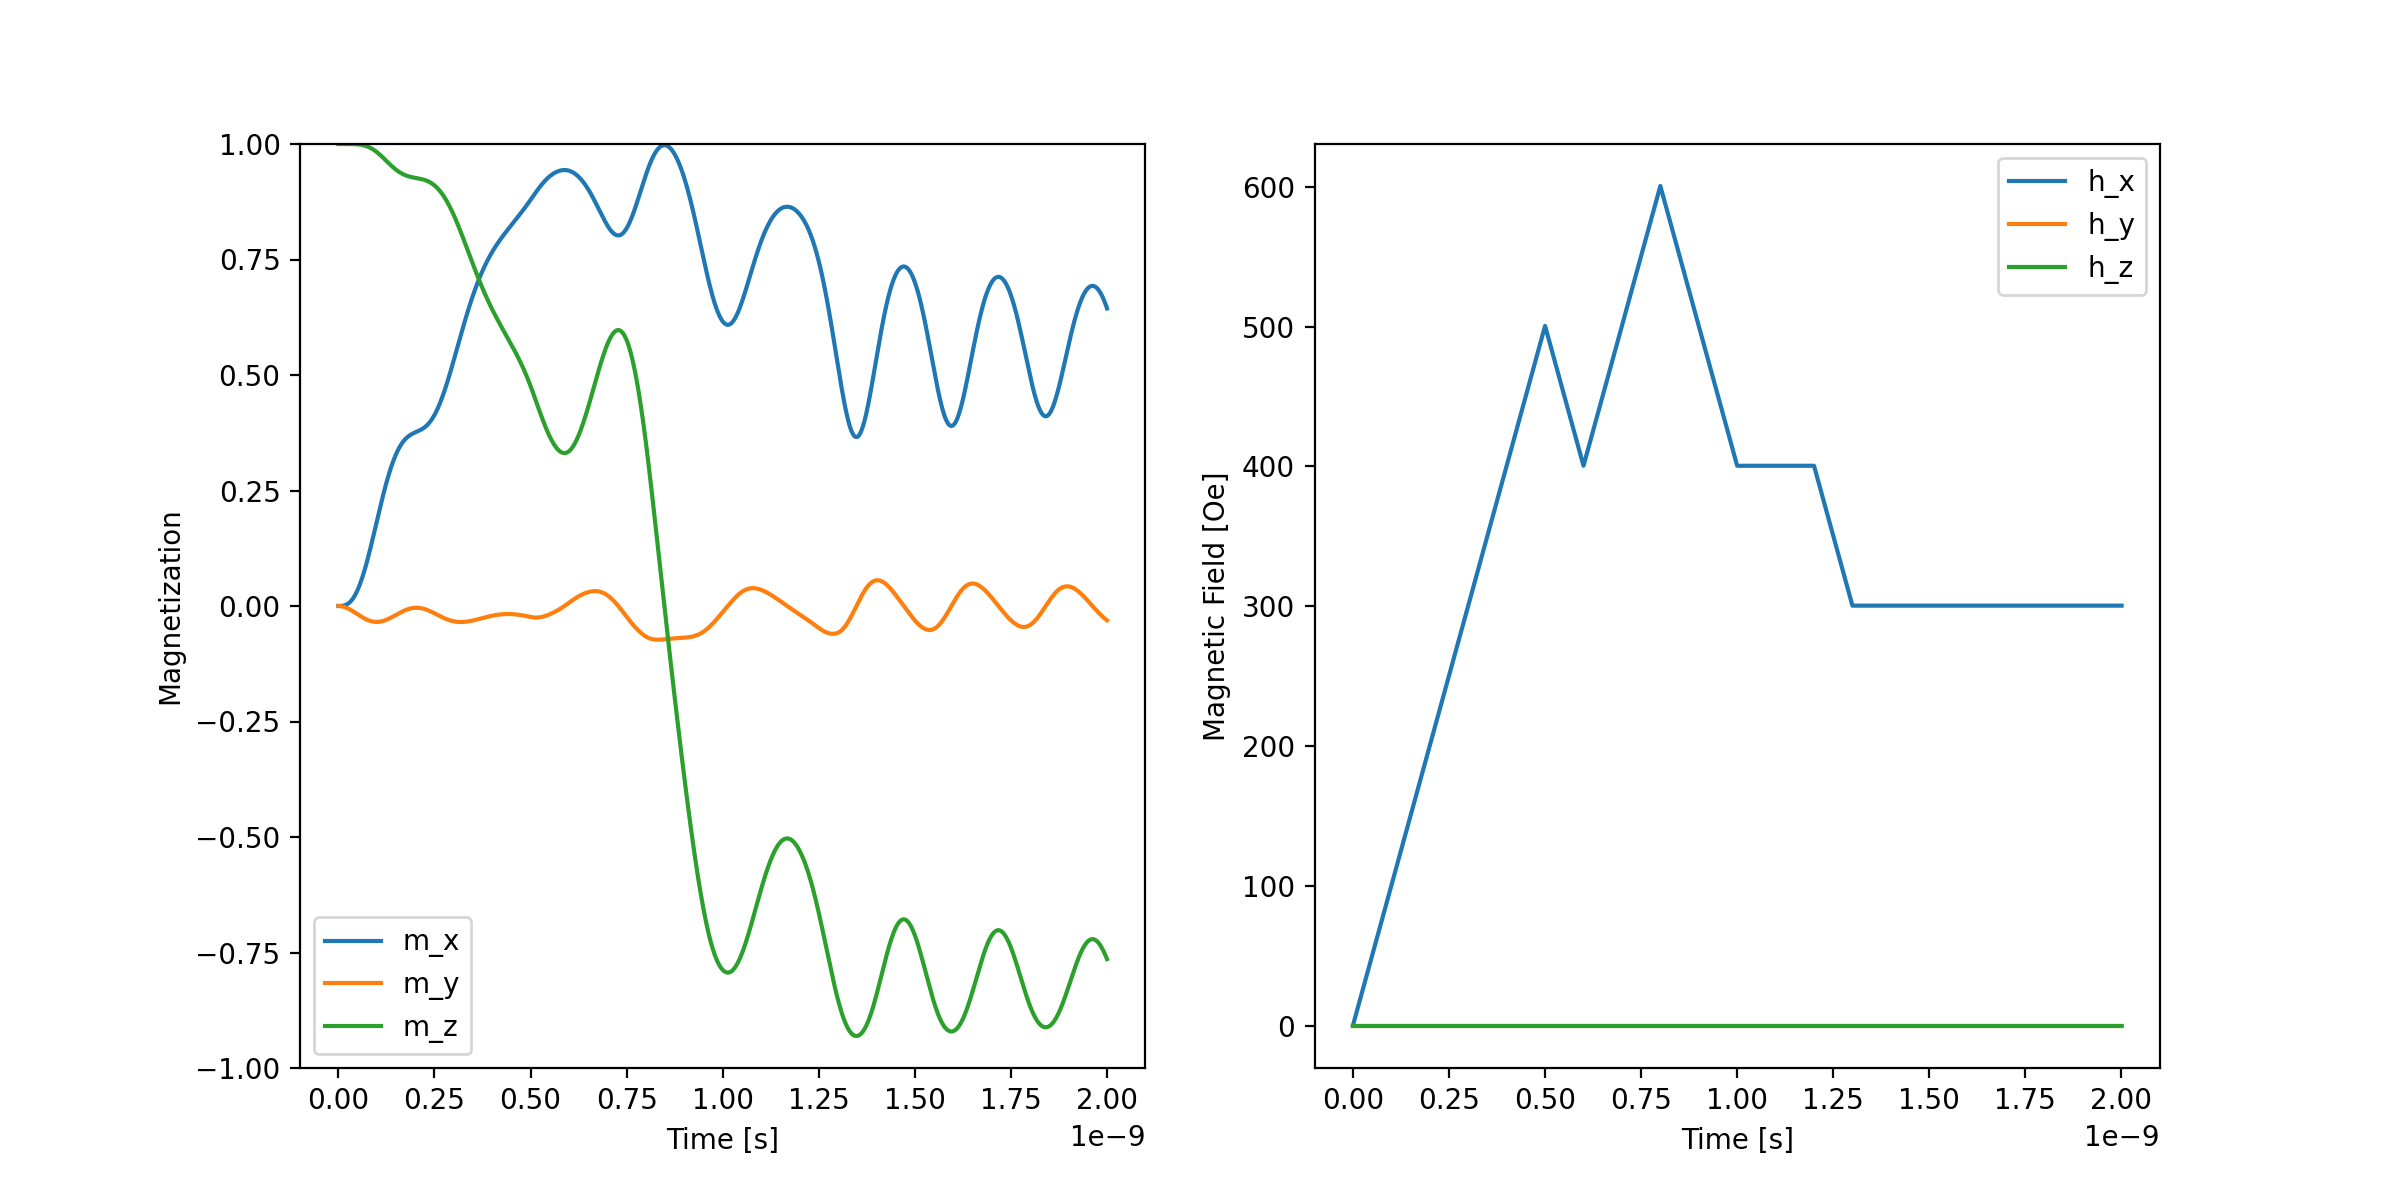 1.00
0.75
0.50
0.25
0.00
−0.25
−0.50
−0.75
−1.00
Magnetization
m_x
m_y
m_z
0.00 0.25 0.50 0.75 1.00 1.25 1.50 1.75 2.00
Time [s]
1e−9
600
500
400
300
200
100
0
Magnetic Field [Oe]
h_x
h_y
h_z
0.00 0.25 0.50 0.75 1.00 1.25 1.50 1.75 2.00
Time [s]
1e−9